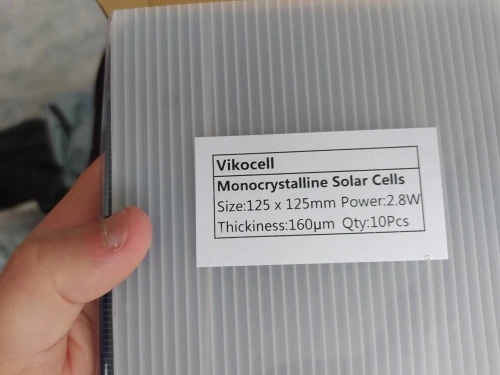 Vikocell
Monocrystalline Solar Cells
Size:125 x 125mm Power:2.8W
Thickiness:160μm Qty:10Pcs